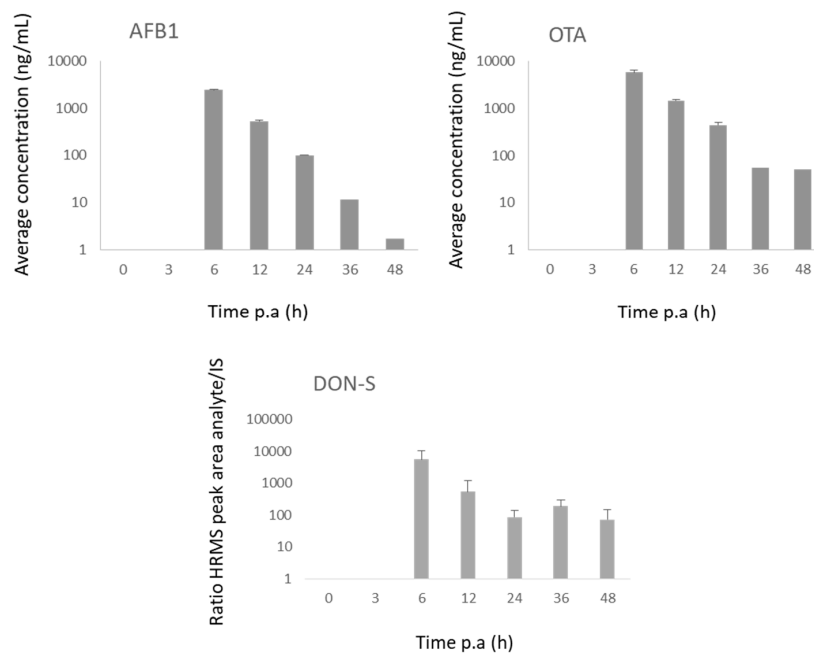 AFB1
Average concentration (ng/mL)
10000
1000
100
10
1
0 3 6 12 24 36 48
Time p.a (h)
OTA
Average concentration (ng/mL)
10000
1000
100
10
1
0 3 6 12 24 36 48
Time p.a (h)
DON-S
Ratio HRMS peak area analyte/IS
100000
10000
1000
100
10
1
0 3 6 12 24 36 48
Time p.a (h)